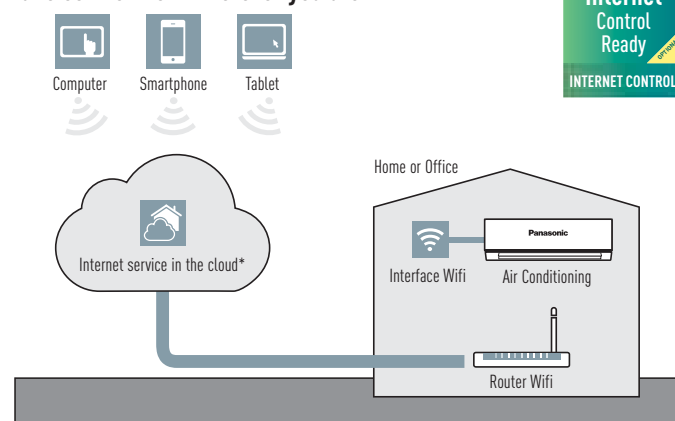 Internet
Control
Ready
OPTIONAL
INTERNET CONTROL
Computer
Smartphone
Tablet
Home or Office
Internet service in the cloud*
Panasonic
Interface Wifi
Air Conditioning
Router Wifi